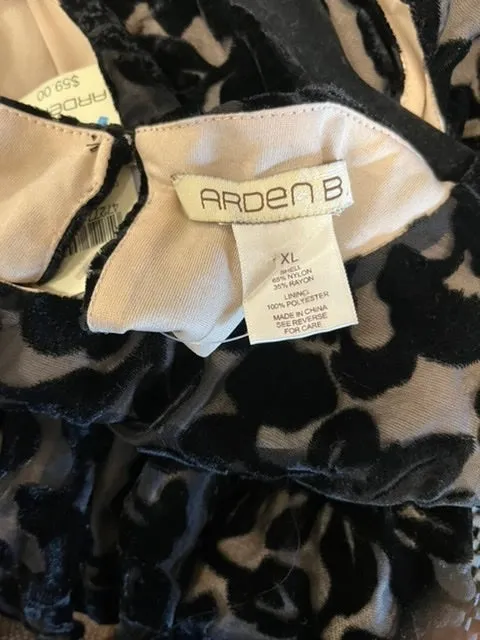 $59.00
ARDEN
ARDEN B.
XL
SHELL
65% NYLON
35% RAYON
LINING
100% POLYESTER
MADE IN CHINA
SEE REVERSE
FOR CARE